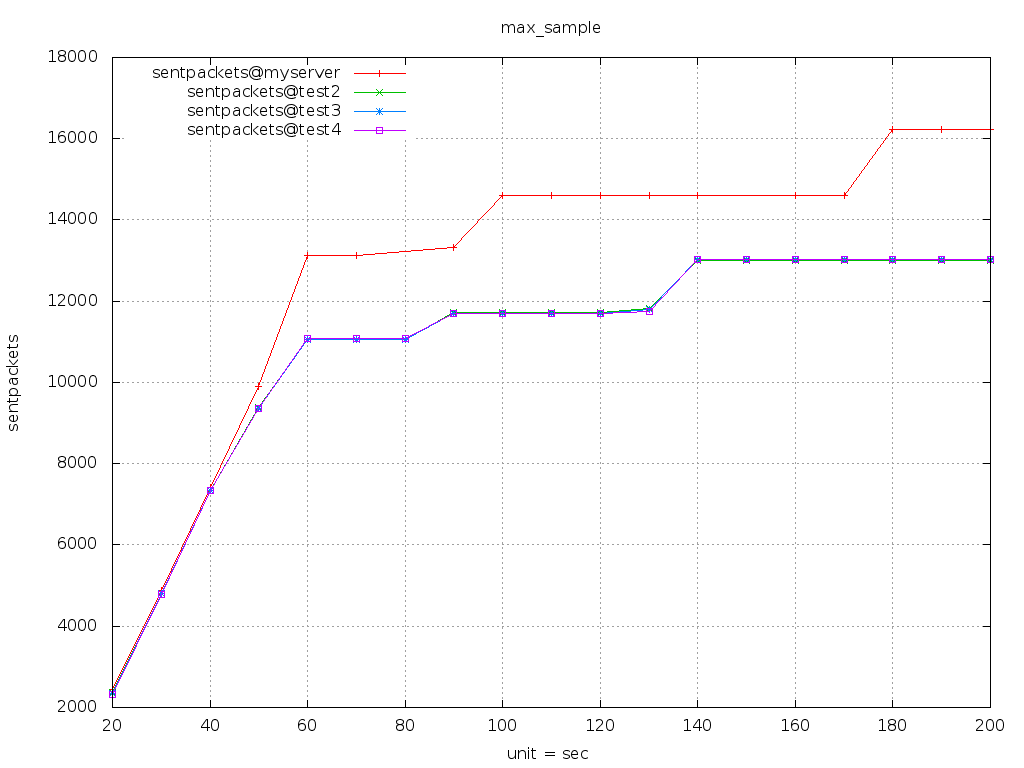 max_sample
18000
16000
14000
12000
10000
8000
6000
4000
2000
sentpackets
sentpackets@myserver
sentpackets@test2
sentpackets@test3
sentpackets@test4
20 40 60 80 100 120 140 160 180 200
unit = sec